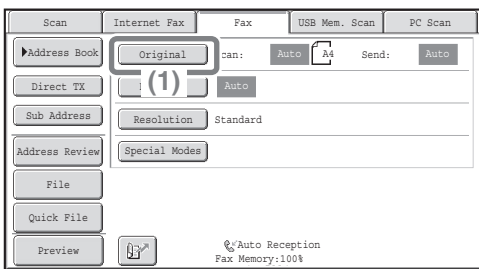 Scan Internet Fax Fax USB Mem. Scan PC Scan
Address Book Original Scan: Auto A4 Send: Auto
Direct TX (1) Auto
Sub Address Resolution Standard
Address Review Special Modes
File
Quick File
Preview Auto Reception
Fax Memory:100%